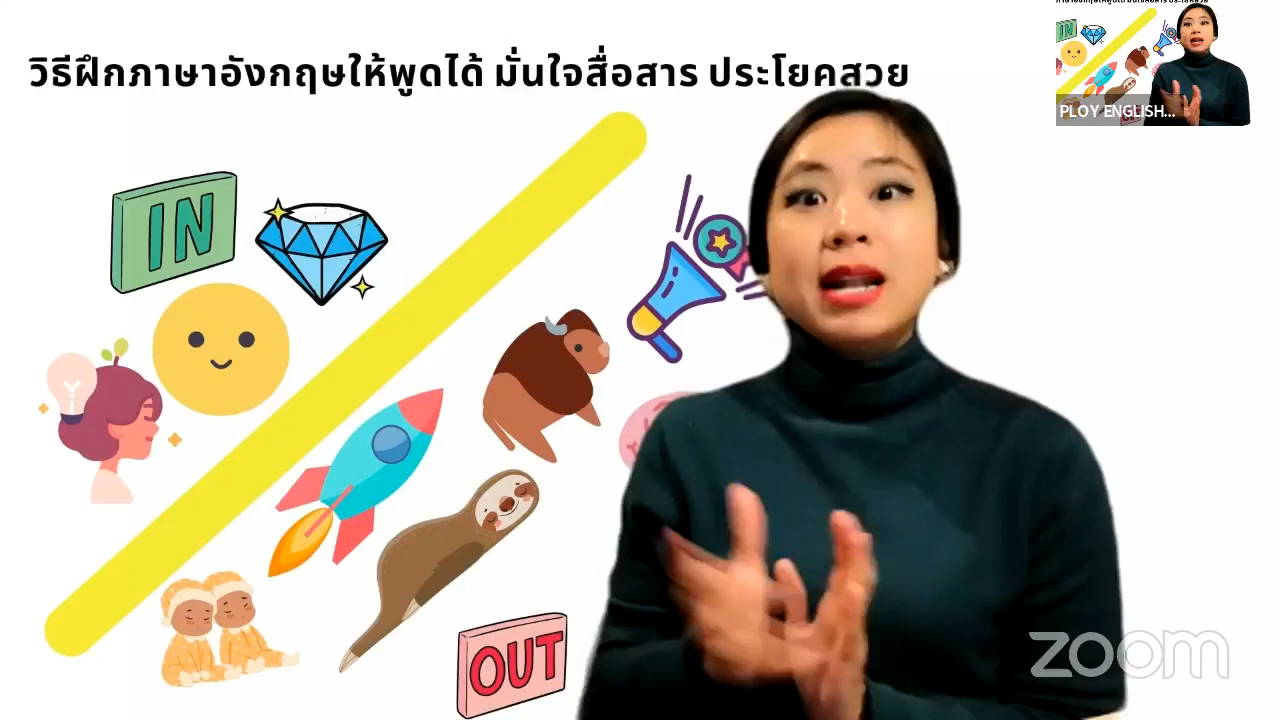 วิธีฝึกภาษาอังกฤษให้พูดได้ มั่นใจสื่อสาร ประโยคสวย
IN
OUT
PLOY ENGLISH...
IN
zoom